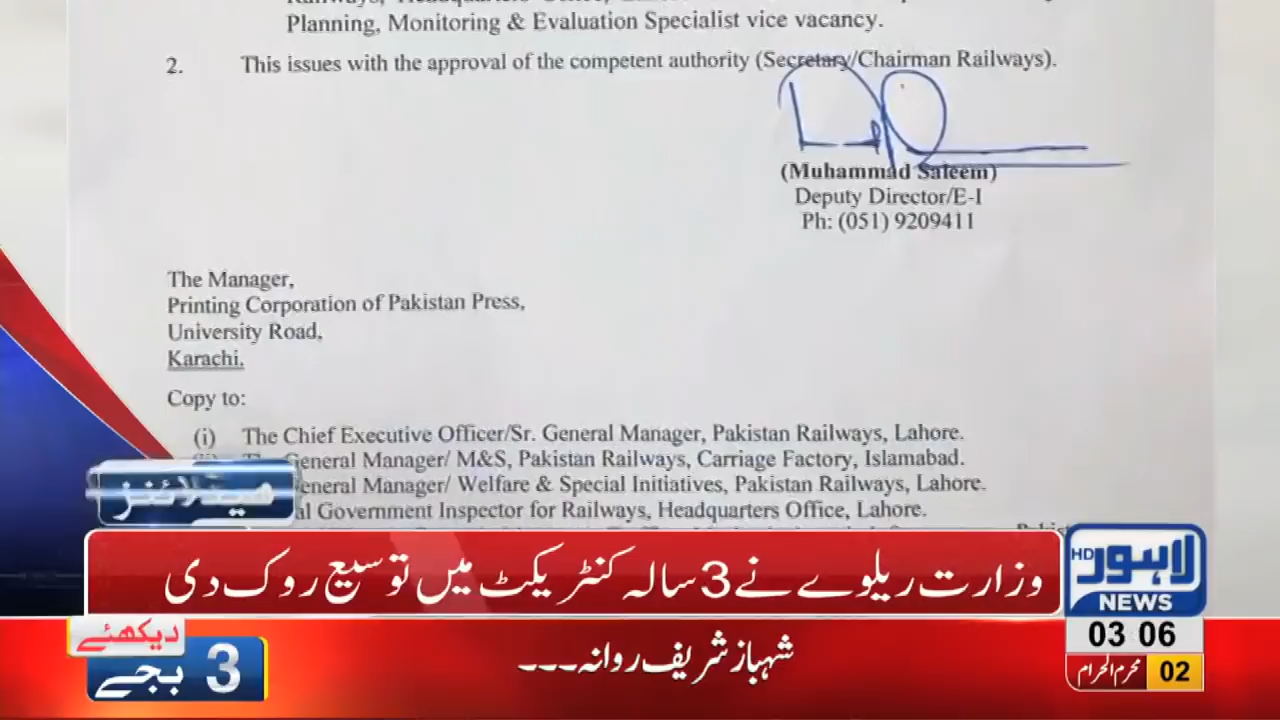 Planning, Monitoring & Evaluation Specialist vice vacancy.
2. This issues with the approval of the competent authority (Secretary/Chairman Railways).
(Muhammad Saleem)
Deputy Director/E-I
Ph: (051) 9209411
The Manager,
Printing Corporation of Pakistan Press,
University Road,
Karachi.
Copy to:
(i) The Chief Executive Officer/Sr. General Manager, Pakistan Railways, Lahore.
General Manager/ M&S, Pakistan Railways, Carriage Factory, Islamabad.
General Manager/ Welfare & Special Initiatives, Pakistan Railways, Lahore.
Government Inspector for Railways, Headquarters Office, Lahore.
ہیڈلائنز
وزارت ریلوے نے 3 سالہ کنٹریکٹ میں توسیع روک دی
لاہور HD
NEWS
03 06
02 محرم الحرام
دیکھئے
3 بجے
شہباز شریف روانہ ۔۔۔